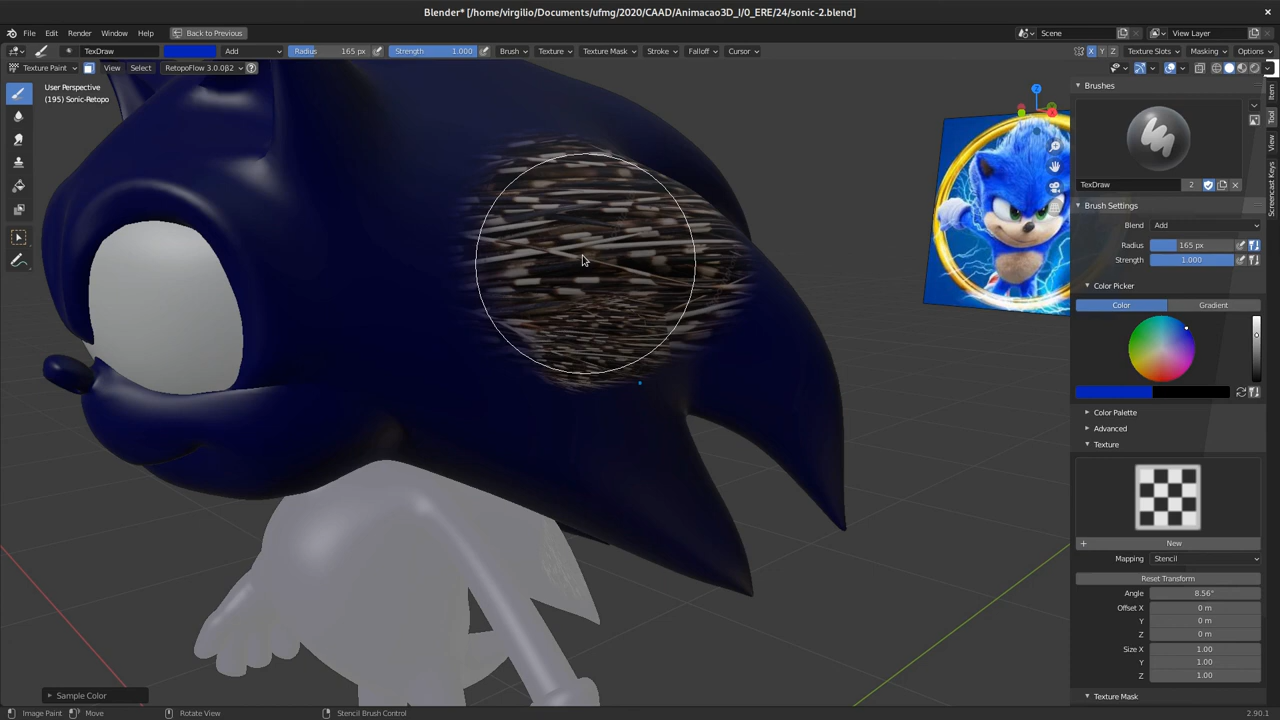 Blender* [/home/virgilio/Documents/ufmg/2020/CAAD/Animacao3D_I/0_ERE/24/sonic-2.blend]
File Edit Render Window Help Back to Previous Scene View Layer
TexDraw Add Radius 165 px Strength 1.000 Brush Texture Texture Mask Stroke Falloff Cursor X Y Z Texture Slots Masking Options
Texture Paint View Select RetopoFlow 3.0.0β2 ?
User Perspective
(195) Sonic-Retopo
Z
Brushes
TexDraw 2
Brush Settings
Blend Add
Radius 165 px
Strength 1.000
Color Picker
Color Gradient
Color Palette
Advanced
Texture
+ New
Mapping Stencil
Reset Transform
Angle 8.56°
Offset X 0 m
Y 0 m
Z 0 m
Size X 1.00
Y 1.00
Z 1.00
Texture Mask
Item
Tool
View
Screencast Keys
Sample Color
Image Paint Move Rotate View Stencil Brush Control 2.90.1